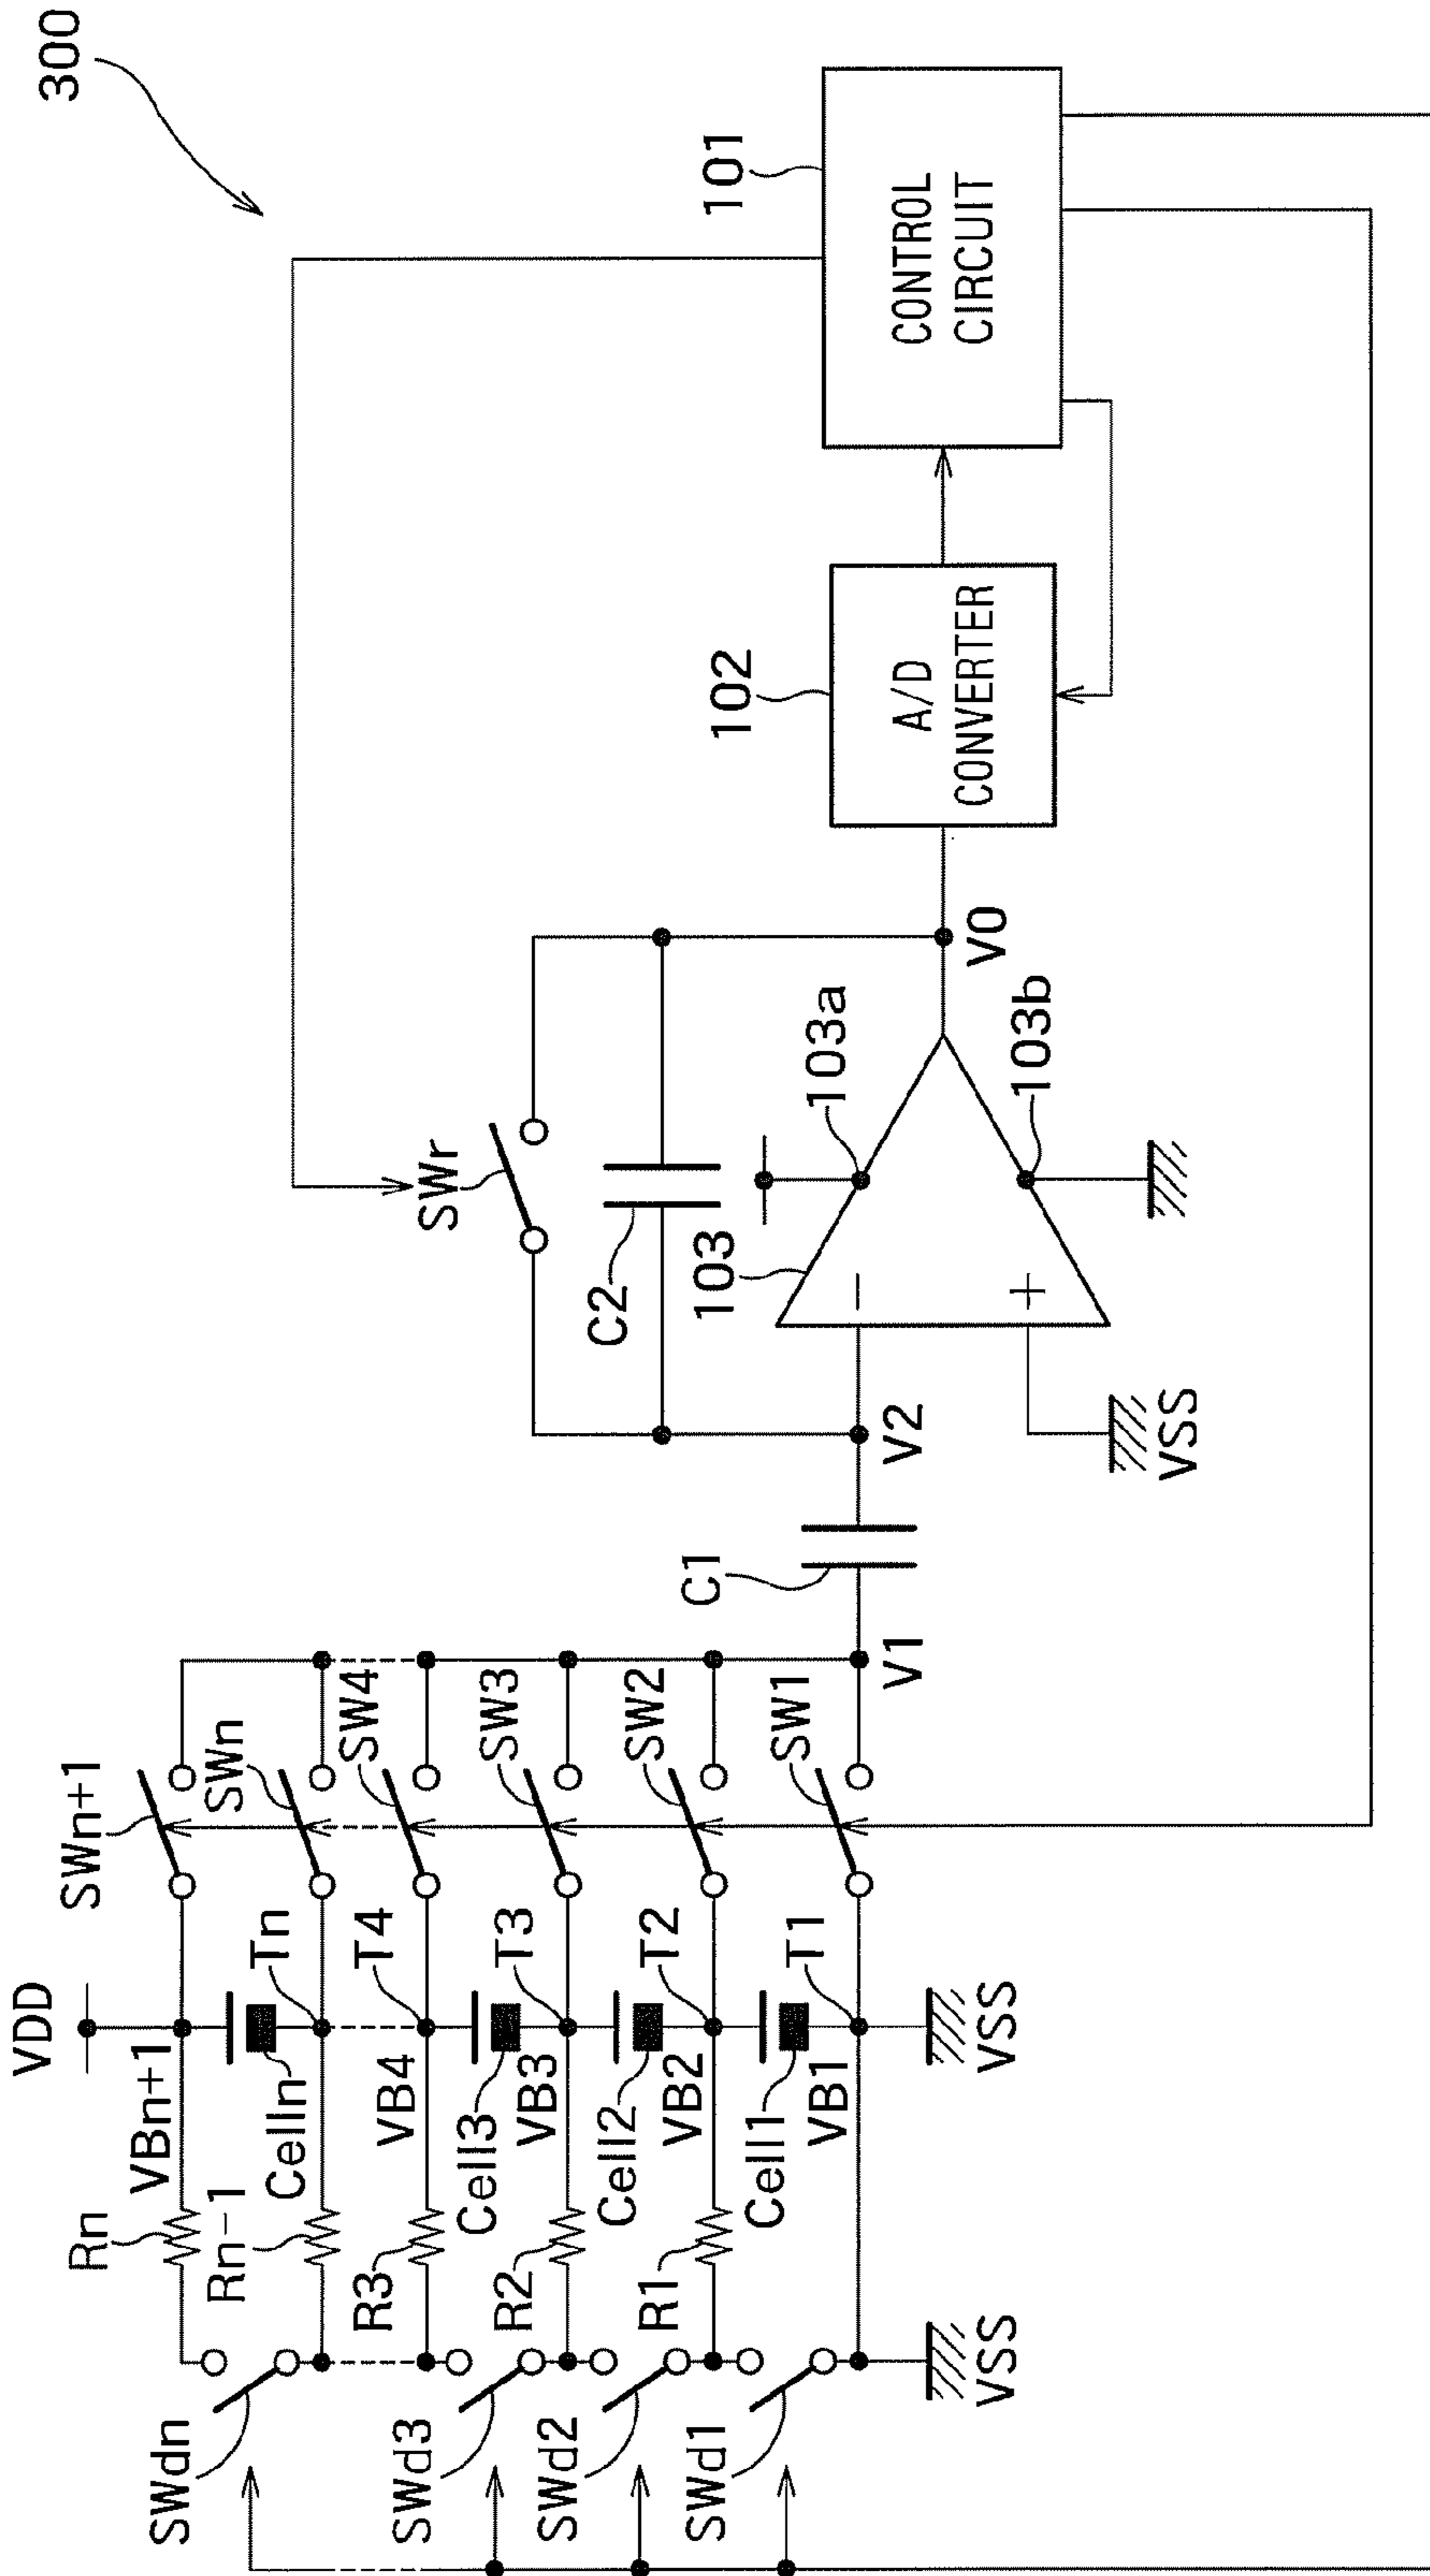 300
VDD
VBn+1
SWn+1
Rn
Rn-1
Celln
Tn
SWn
SWdn
VB4
T4
SW4
R3
Cell3
SWd3
VB3
T3
SW3
R2
Cell2
SWd2
VB2
T2
SW2
R1
Cell1
SWd1
VB1
T1
SW1
VSS
VSS
V1
C1
V2
C2
SWr
103
103a
103b
-
+
VSS
V0
102
A/D
CONVERTER
101
CONTROL
CIRCUIT